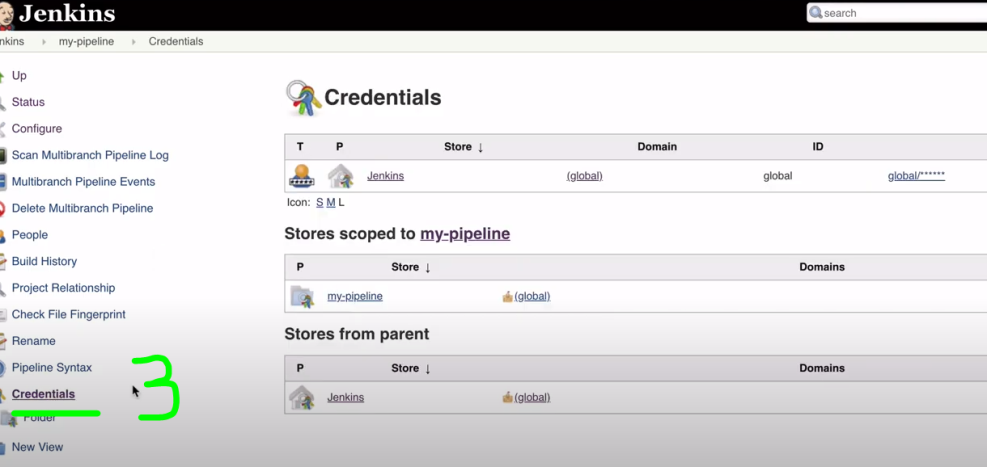 Jenkins
search
nkins
my-pipeline
Credentials
Up
Status
Configure
Scan Multibranch Pipeline Log
Multibranch Pipeline Events
Delete Multibranch Pipeline
People
Build History
Project Relationship
Check File Fingerprint
Rename
Pipeline Syntax
Credentials
3
Folder
New View
Credentials
T P Store ↓ Domain ID
Jenkins (global) global global/******
Icon: S M L
Stores scoped to my-pipeline
P Store ↓ Domains
my-pipeline (global)
Stores from parent
P Store ↓ Domains
Jenkins (global)